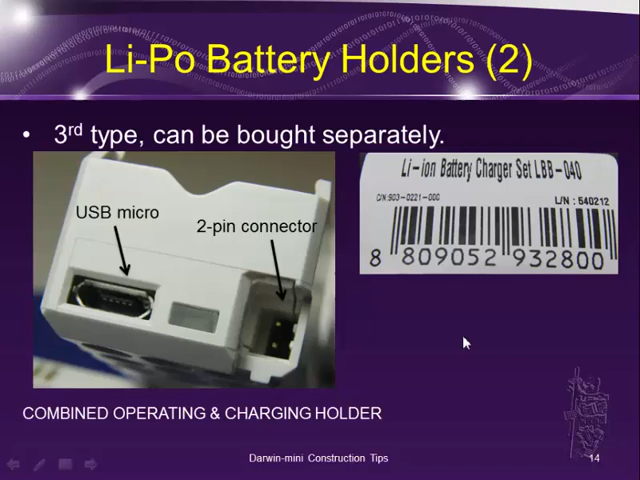 Li-Po Battery Holders (2)
• 3rd type, can be bought separately.
USB micro
2-pin connector
Li-ion Battery Charger Set LBB-040
C/N:903-0221-000
L/N : 540212
8 809052 932800
COMBINED OPERATING & CHARGING HOLDER
Darwin-mini Construction Tips
14